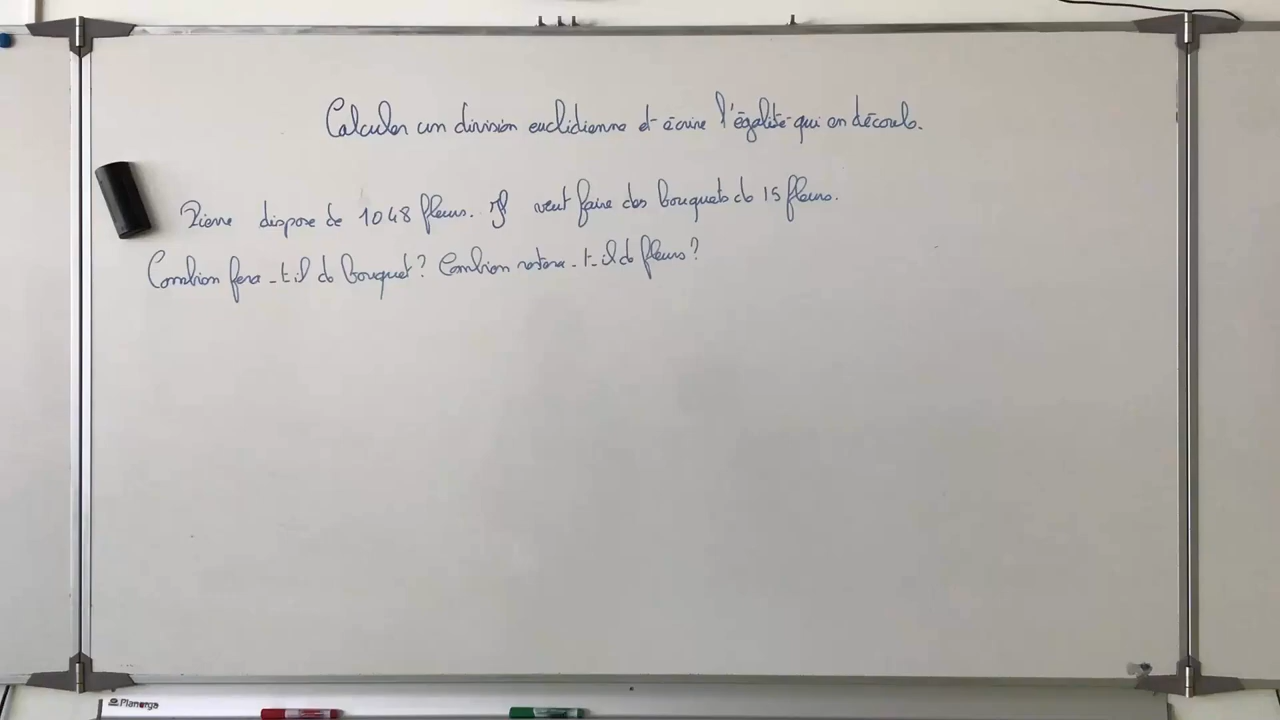 Calculer un division euclidienne et écrire l'égalité qui en découle.
Pierre dispose de 1048 fleurs. Il veut faire des bouquets de 15 fleurs.
Combien fera-t-il de bouquet? Combien restera-t-il de fleurs?
Planorga